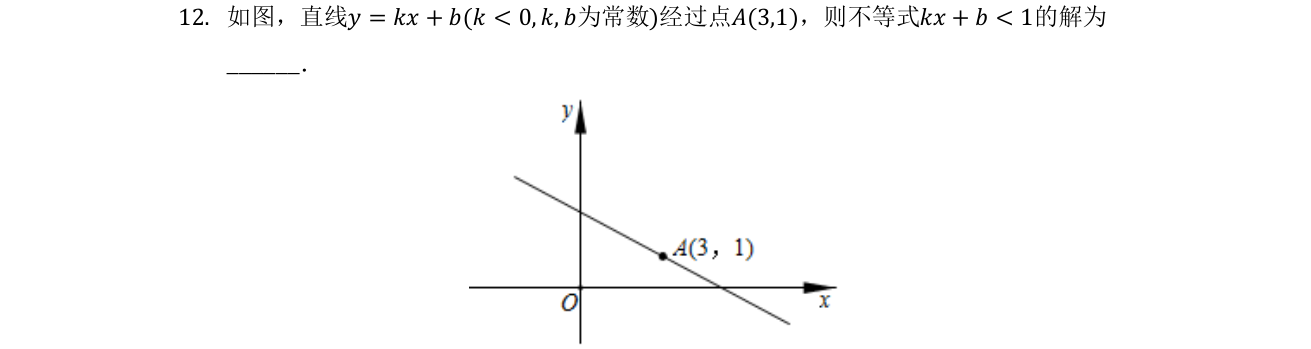 12. 如图，直线y = kx + b(k < 0, k, b为常数)经过点A(3,1)，则不等式kx + b < 1的解为
______.
y
A(3，1)
O
x